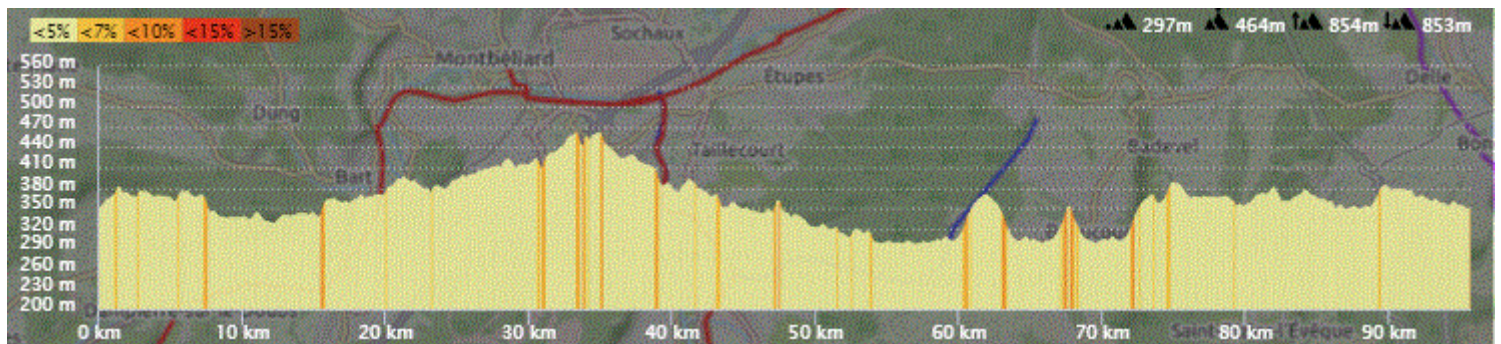 <5% <7% <10% <15% >15%
297m 464m 854m 853m
Sochaux
Montbéliard
Étupes
Delle
Dung
Taillecourt
Badevel
Bart
560 m
530 m
500 m
470 m
440 m
410 m
380 m
350 m
320 m
290 m
260 m
230 m
200 m
0 km 10 km 20 km 30 km 40 km 50 km 60 km 70 km 80 km 90 km